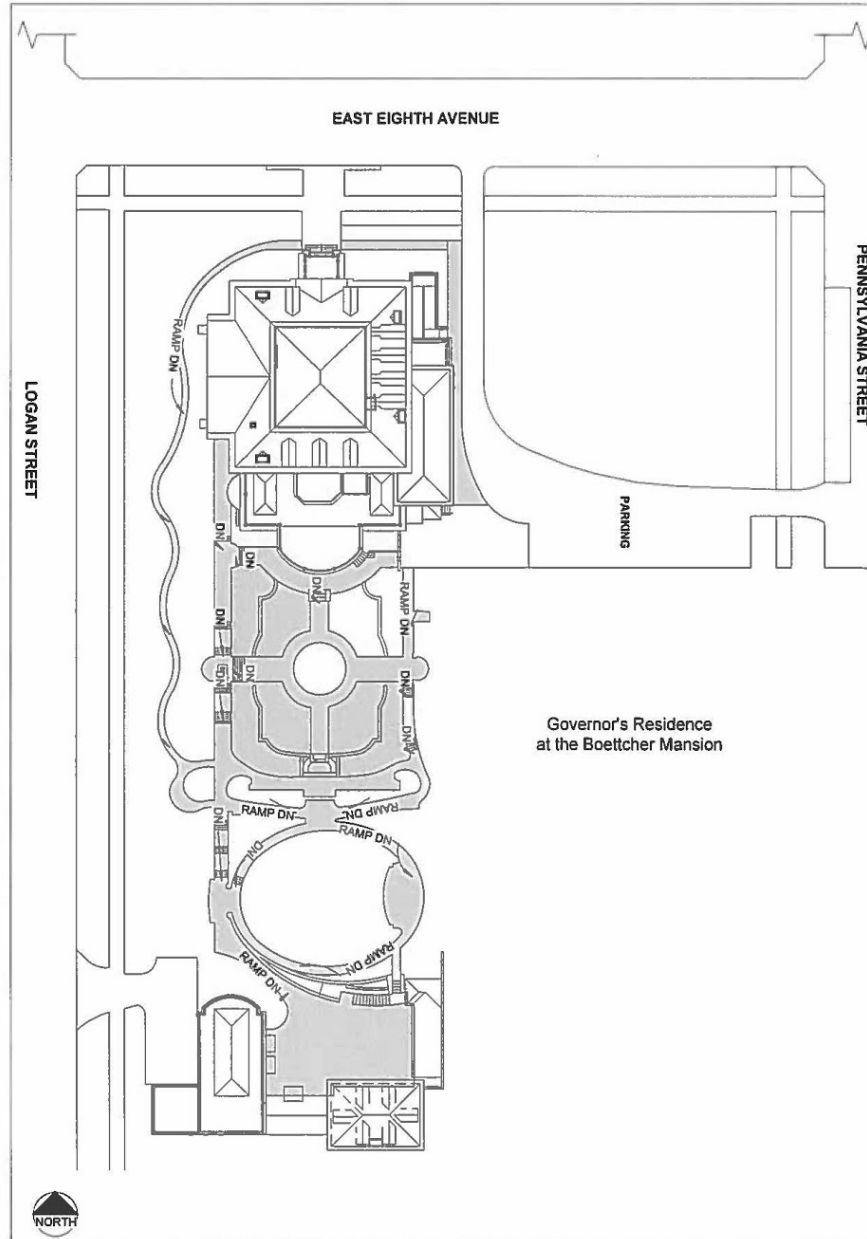 EAST EIGHTH AVENUE
PENNSYLVANIA STREET
LOGAN STREET
RAMP DN
PARKING
DN
DN
DN
RAMP DN
DN
DN
DN
DN
Governor's Residence
at the Boettcher Mansion
DN
RAMP DN
RAMP DN
DN
RAMP DN
DN
RAMP DN
RAMP DN
NORTH